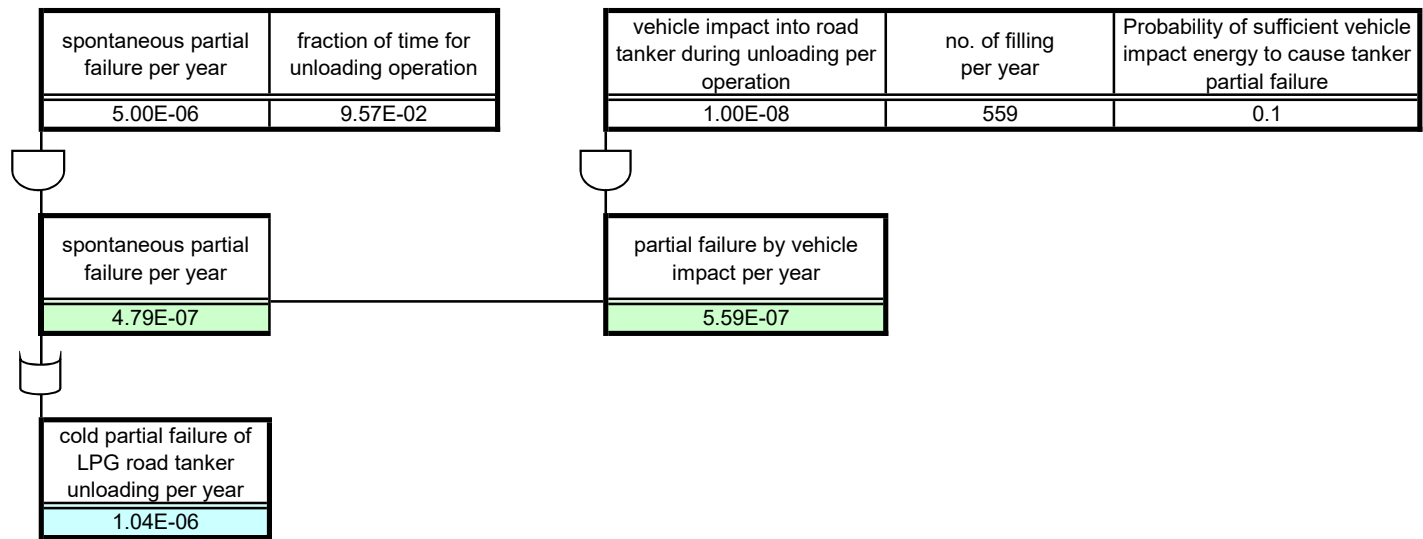 spontaneous partial
failure per year
fraction of time for
unloading operation
5.00E-06
9.57E-02
vehicle impact into road
tanker during unloading per
operation
no. of filling
per year
Probability of sufficient vehicle
impact energy to cause tanker
partial failure
1.00E-08
559
0.1
spontaneous partial
failure per year
4.79E-07
partial failure by vehicle
impact per year
5.59E-07
cold partial failure of
LPG road tanker
unloading per year
1.04E-06